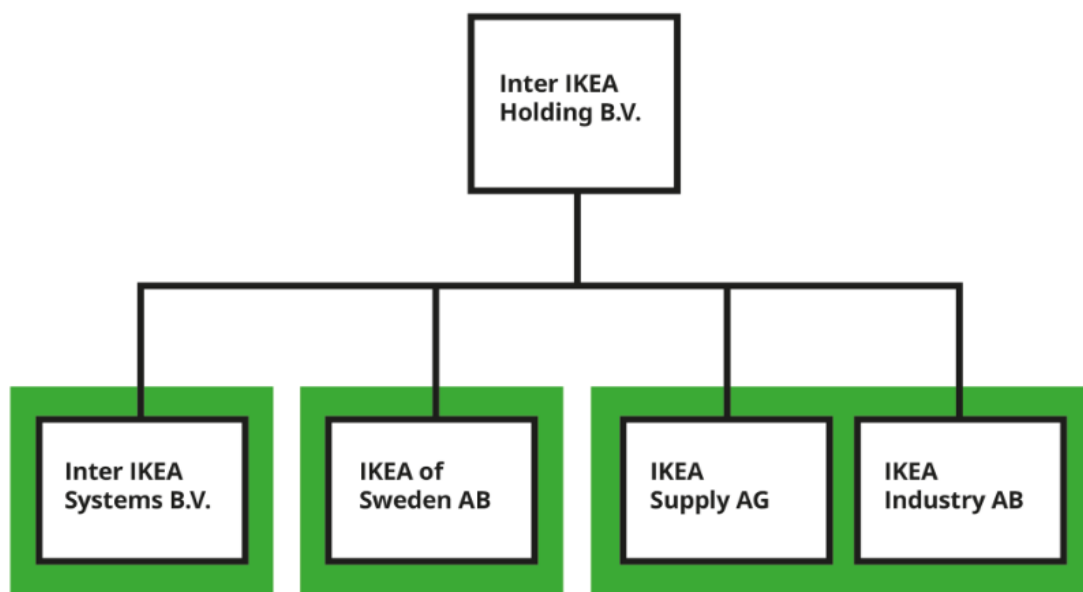 Inter IKEA
Holding B.V.
Inter IKEA
Systems B.V.
IKEA of
Sweden AB
IKEA
Supply AG
IKEA
Industry AB